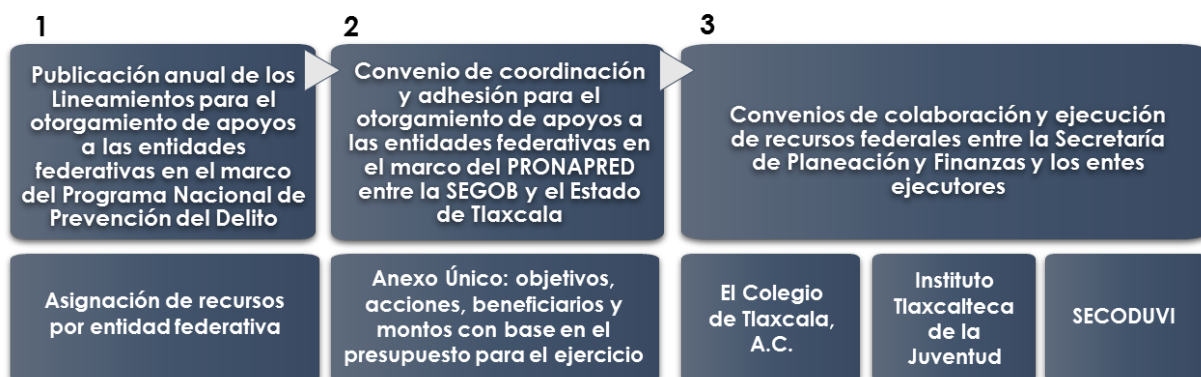 1
Publicación anual de los
Lineamientos para el
otorgamiento de apoyos
a las entidades
federativas en el marco
del Programa Nacional de
Prevención del Delito
Asignación de recursos
por entidad federativa
2
Convenio de coordinación
y adhesión para el
otorgamiento de apoyos a
las entidades federativas en
el marco del PRONAPRED
entre la SEGOB y el Estado
de Tlaxcala
Anexo Único: objetivos,
acciones, beneficiarios y
montos con base en el
presupuesto para el ejercicio
3
Convenios de colaboración y ejecución
de recursos federales entre la Secretaría
de Planeación y Finanzas y los entes
ejecutores
El Colegio
de Tlaxcala,
A.C.
Instituto
Tlaxcalteca
de la
Juventud
SECODUVI